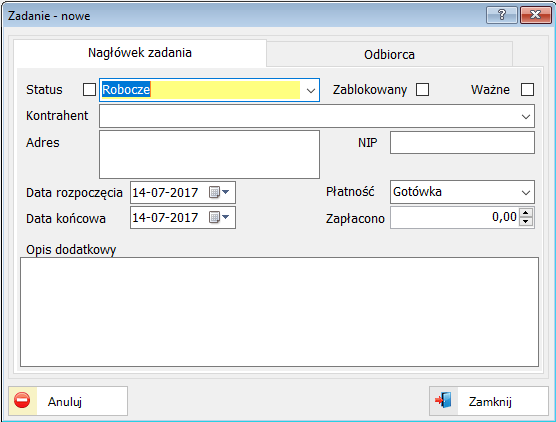 Zadanie - nowe
?
Nagłówek zadania
Odbiorca
Status Robocze Zablokowany Ważne
Kontrahent
Adres NIP
Data rozpoczęcia 14-07-2017 Płatność Gotówka
Data końcowa 14-07-2017 Zapłacono 0,00
Opis dodatkowy
Anuluj Zamknij